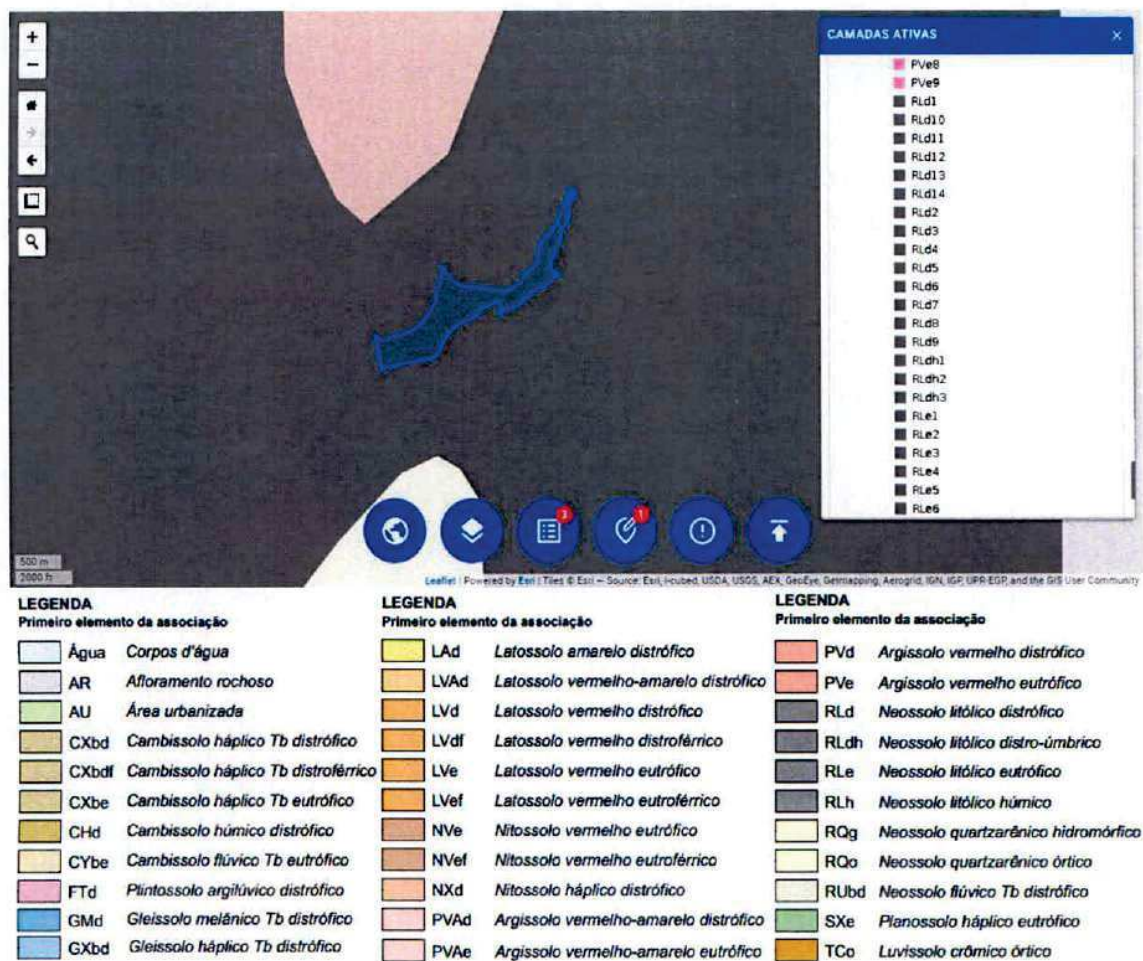 +
−
CAMADAS ATIVAS ×
PVe8
PVe9
RLd1
RLd10
RLd11
RLd12
RLd13
RLd14
RLd2
RLd3
RLd4
RLd5
RLd6
RLd7
RLd8
RLd9
RLdh1
RLdh2
RLdh3
RLe1
RLe2
RLe3
RLe4
RLe5
RLe6
3
1
500 m
2000 ft
Leaflet | Powered by Esri | Tiles © Esri — Source: Esri, i-cubed, USDA, USGS, AEX, GeoEye, Getmapping, Aerogrid, IGN, IGP, UPR-EGP, and the GIS User Community
LEGENDA
Primeiro elemento da associação
Água Corpos d'água
AR Afloramento rochoso
AU Área urbanizada
CXbd Cambissolo háplico Tb distrófico
CXbdf Cambissolo háplico Tb distroférrico
CXbe Cambissolo háplico Tb eutrófico
CHd Cambissolo húmico distrófico
CYbe Cambissolo flúvico Tb eutrófico
FTd Plintossolo argilúvico distrófico
GMd Gleissolo melânico Tb distrófico
GXbd Gleissolo háplico Tb distrófico
LEGENDA
Primeiro elemento da associação
LAd Latossolo amarelo distrófico
LVAd Latossolo vermelho-amarelo distrófico
LVd Latossolo vermelho distrófico
LVdf Latossolo vermelho distroférrico
LVe Latossolo vermelho eutrófico
LVef Latossolo vermelho eutroférrico
NVe Nitossolo vermelho eutrófico
NVef Nitossolo vermelho eutroférrico
NXd Nitossolo háplico distrófico
PVAd Argissolo vermelho-amarelo distrófico
PVAe Argissolo vermelho-amarelo eutrófico
LEGENDA
Primeiro elemento da associação
PVd Argissolo vermelho distrófico
PVe Argissolo vermelho eutrófico
RLd Neossolo litólico distrófico
RLdh Neossolo litólico distro-úmbrico
RLe Neossolo litólico eutrófico
RLh Neossolo litólico húmico
RQg Neossolo quartzarênico hidromórfico
RQo Neossolo quartzarênico órtico
RUbd Neossolo flúvico Tb distrófico
SXe Planossolo háplico eutrófico
TCo Luvissolo crômico órtico